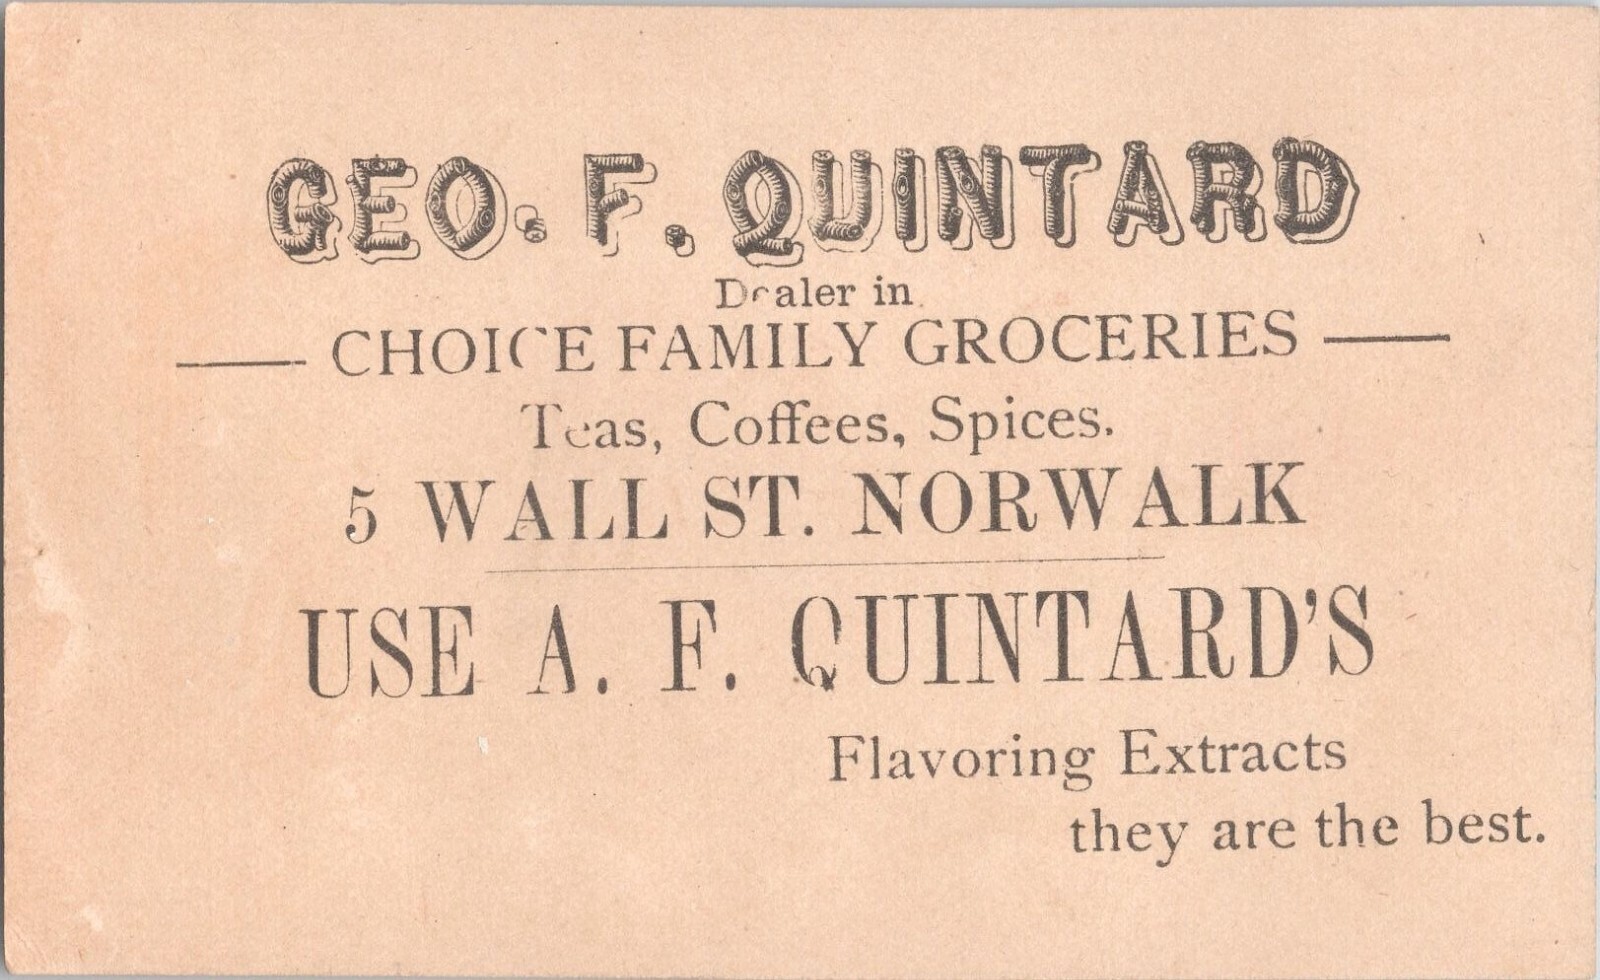 GEO. F. QUINTARD
Dealer in
CHOICE FAMILY GROCERIES
Teas, Coffees, Spices.
5 WALL ST. NORWALK
USE A. F. QUINTARD'S
Flavoring Extracts
they are the best.